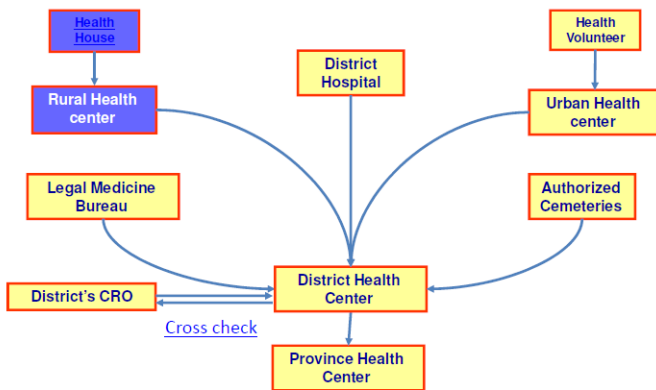 Health
House
Health
Volunteer
District
Hospital
Rural Health
center
Urban Health
center
Legal Medicine
Bureau
Authorized
Cemeteries
District Health
Center
District's CRO
Cross check
Province Health
Center